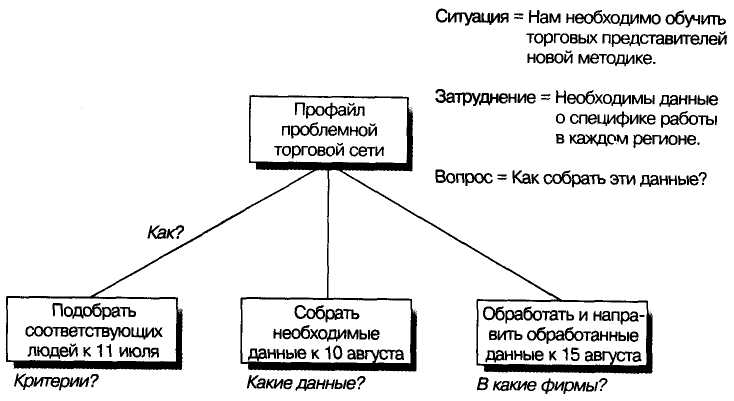 Ситуация = Нам необходимо обучить
торговых представителей
новой методике.
Затруднение = Необходимы данные
о специфике работы
в каждом регионе.
Вопрос = Как собрать эти данные?
Профайл
проблемной
торговой сети
Как?
Подобрать
соответствующих
людей к 11 июля
Критерии?
Собрать
необходимые
данные к 10 августа
Какие данные?
Обработать и напра-
вить обработанные
данные к 15 августа
В какие фирмы?